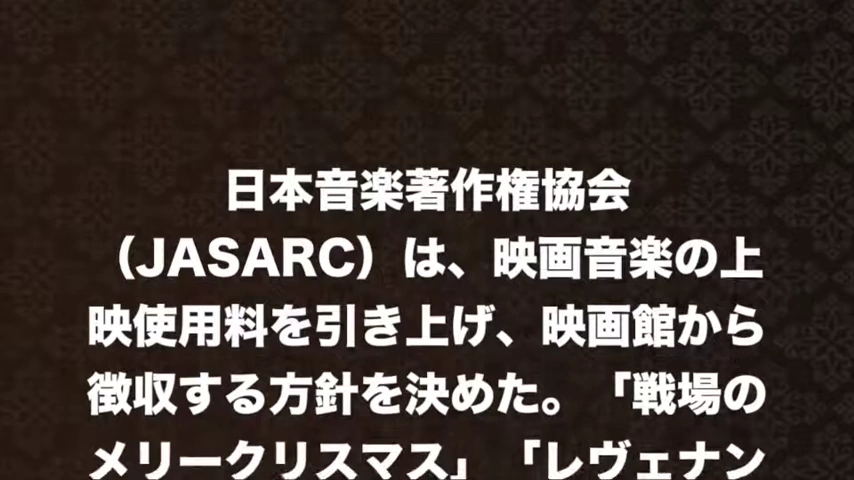 日本音楽著作権協会
（JASARC）は、映画音楽の上
映使用料を引き上げ、映画館から
徴収する方針を決めた。「戦場の
メリークリスマス」「レヴェナン